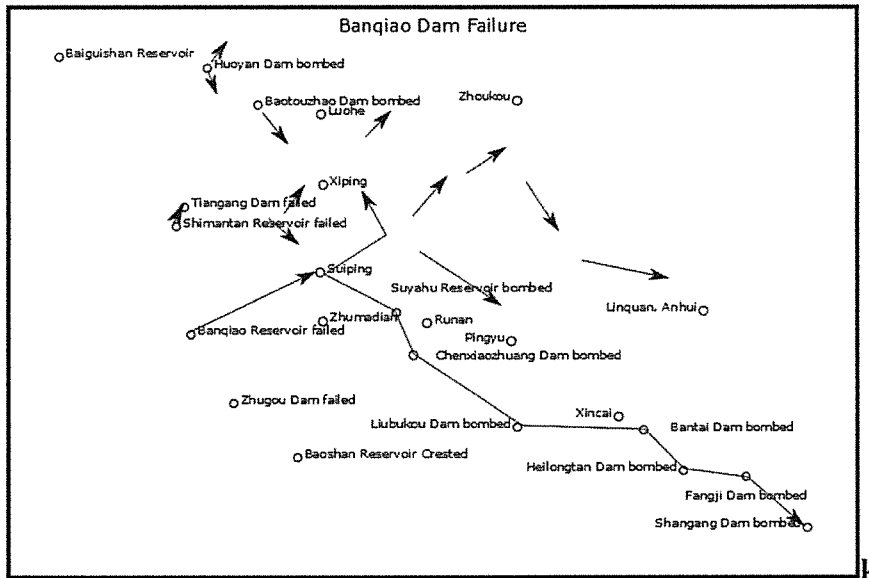 Banqiao Dam Failure
Baiguishan Reservoir
Huoyan Dam bombed
Baotouzhao Dam bombed
Luohe
Zhoukou
Xiping
Tiangang Dam failed
Shimantan Reservoir failed
Suiping
Suyahu Reservoir bombed
Linquan, Anhui
Zhumadian
Runan
Banqiao Reservoir failed
Pingyu
Chenxiaozhuang Dam bombed
Zhugou Dam failed
Xincai
Liubukou Dam bombed
Bantai Dam bombed
Baoshan Reservoir Crested
Heilongtan Dam bombed
Fangji Dam bombed
Shangang Dam bombed